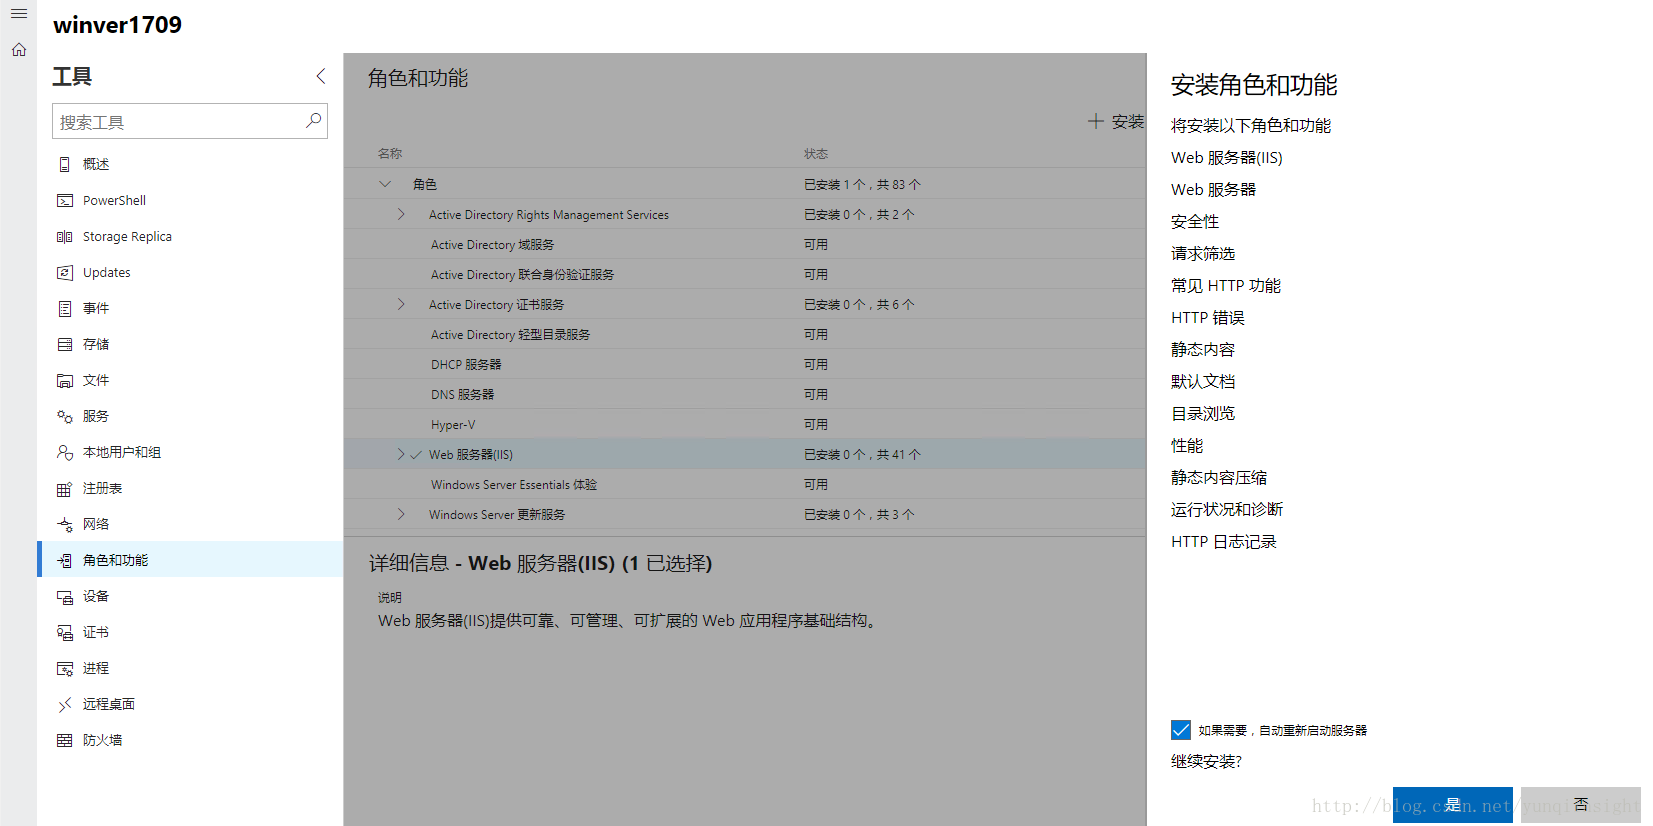 winver1709
工具
搜索工具
概述
PowerShell
Storage Replica
Updates
事件
存储
文件
服务
本地用户和组
注册表
网络
角色和功能
设备
证书
进程
远程桌面
防火墙
角色和功能
安装
名称 状态
角色 已安装 1 个，共 83 个
Active Directory Rights Management Services 已安装 0 个，共 2 个
Active Directory 域服务 可用
Active Directory 联合身份验证服务 可用
Active Directory 证书服务 已安装 0 个，共 6 个
Active Directory 轻型目录服务 可用
DHCP 服务器 可用
DNS 服务器 可用
Hyper-V 可用
Web 服务器(IIS) 已安装 0 个，共 41 个
Windows Server Essentials 体验 可用
Windows Server 更新服务 已安装 0 个，共 3 个
详细信息 - Web 服务器(IIS) (1 已选择)
说明
Web 服务器(IIS)提供可靠、可管理、可扩展的 Web 应用程序基础结构。
安装角色和功能
将安装以下角色和功能
Web 服务器(IIS)
Web 服务器
安全性
请求筛选
常见 HTTP 功能
HTTP 错误
静态内容
默认文档
目录浏览
性能
静态内容压缩
运行状况和诊断
HTTP 日志记录
如果需要，自动重新启动服务器
继续安装?
是 否
http://blog.csdn.net/yunqiinsight